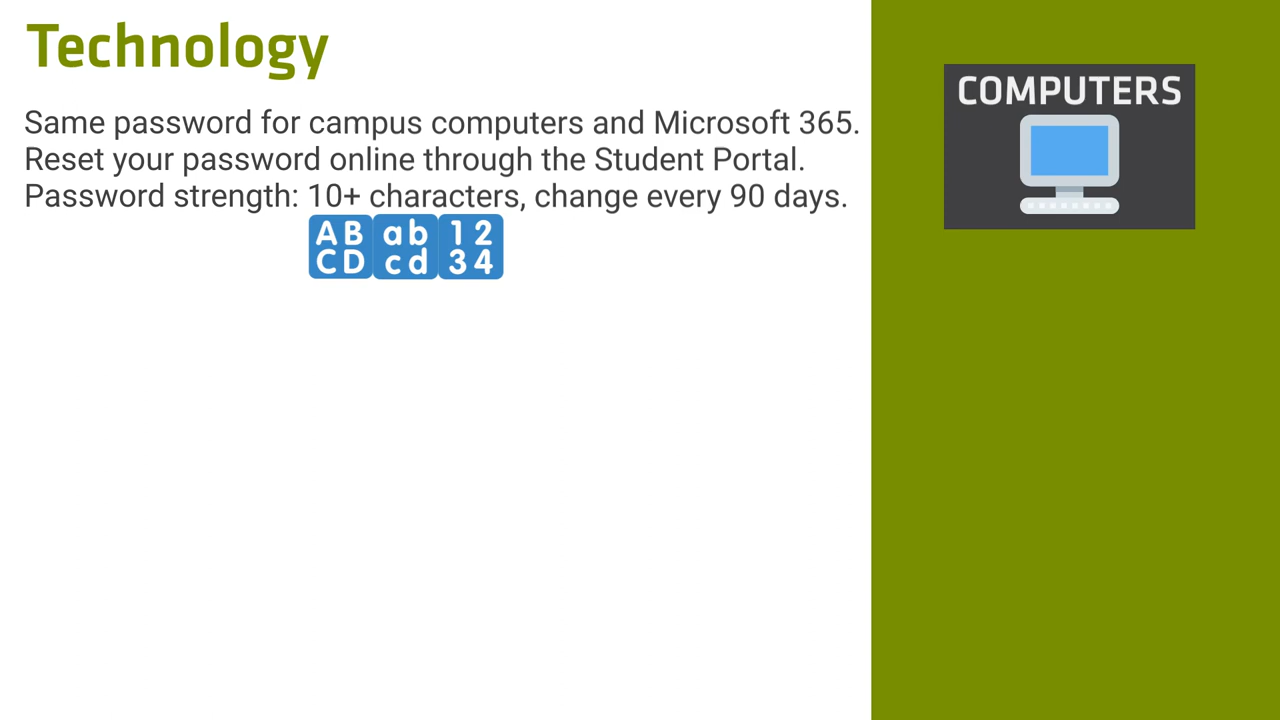 Technology
Same password for campus computers and Microsoft 365.
Reset your password online through the Student Portal.
Password strength: 10+ characters, change every 90 days.
AB ab 12
CD cd 34
COMPUTERS